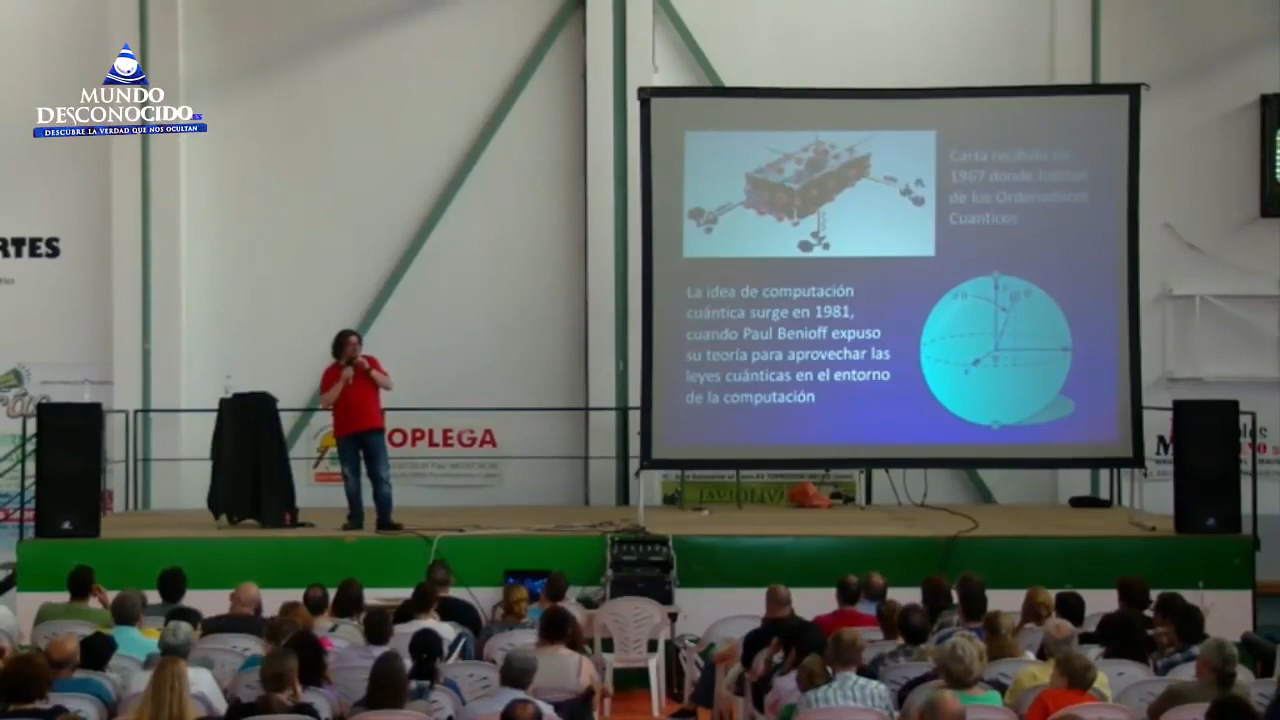 MUNDO
DESCONOCIDO.ES
DESCUBRE LA VERDAD QUE NOS OCULTAN
RTES
Carta recibida en
1967 donde hablan
de los Ordenadores
Cuanticos
La idea de computación
cuántica surge en 1981,
cuando Paul Benioff expuso
su teoría para aprovechar las
leyes cuánticas en el entorno
de la computación
OPLEGA